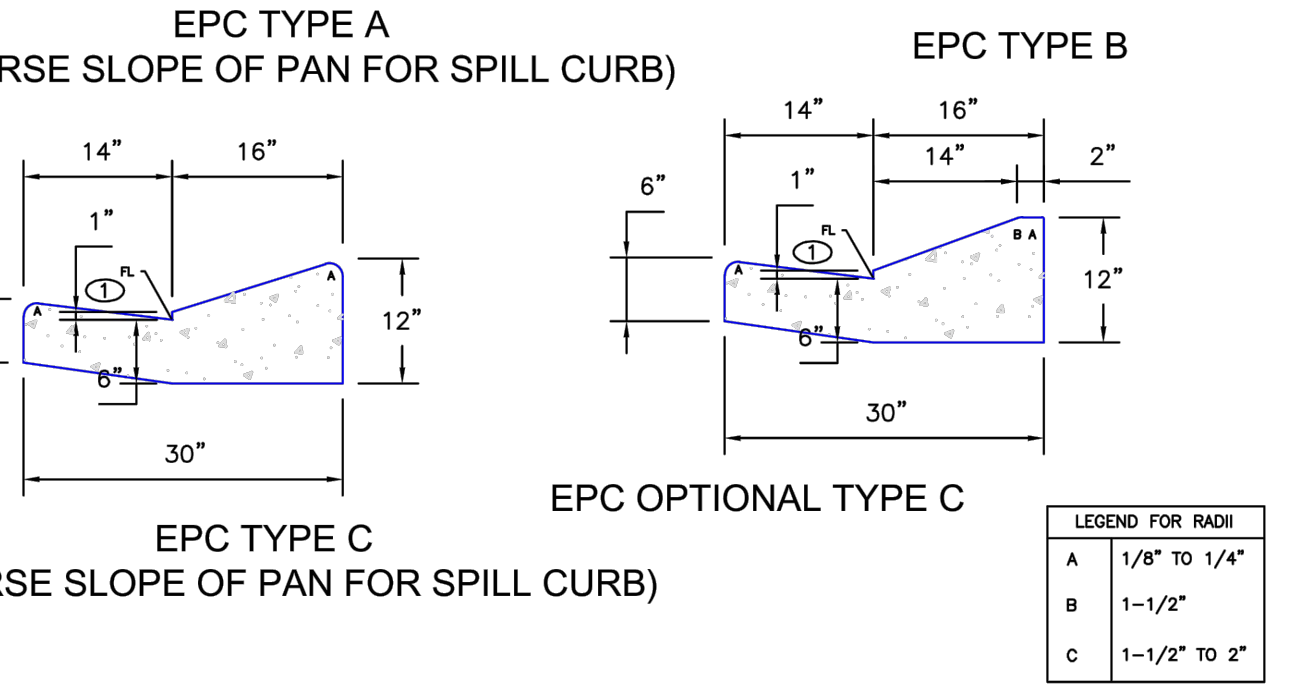 EPC TYPE A
RSE SLOPE OF PAN FOR SPILL CURB)
EPC TYPE B
14” 16”
1”
FL
1
A A
12”
6”
30”
EPC TYPE C
RSE SLOPE OF PAN FOR SPILL CURB)
14” 16”
14” 2”
6” 1”
FL
1
B A
A
12”
6”
30”
EPC OPTIONAL TYPE C
LEGEND FOR RADII
A 1/8” TO 1/4”
B 1-1/2”
C 1-1/2” TO 2”